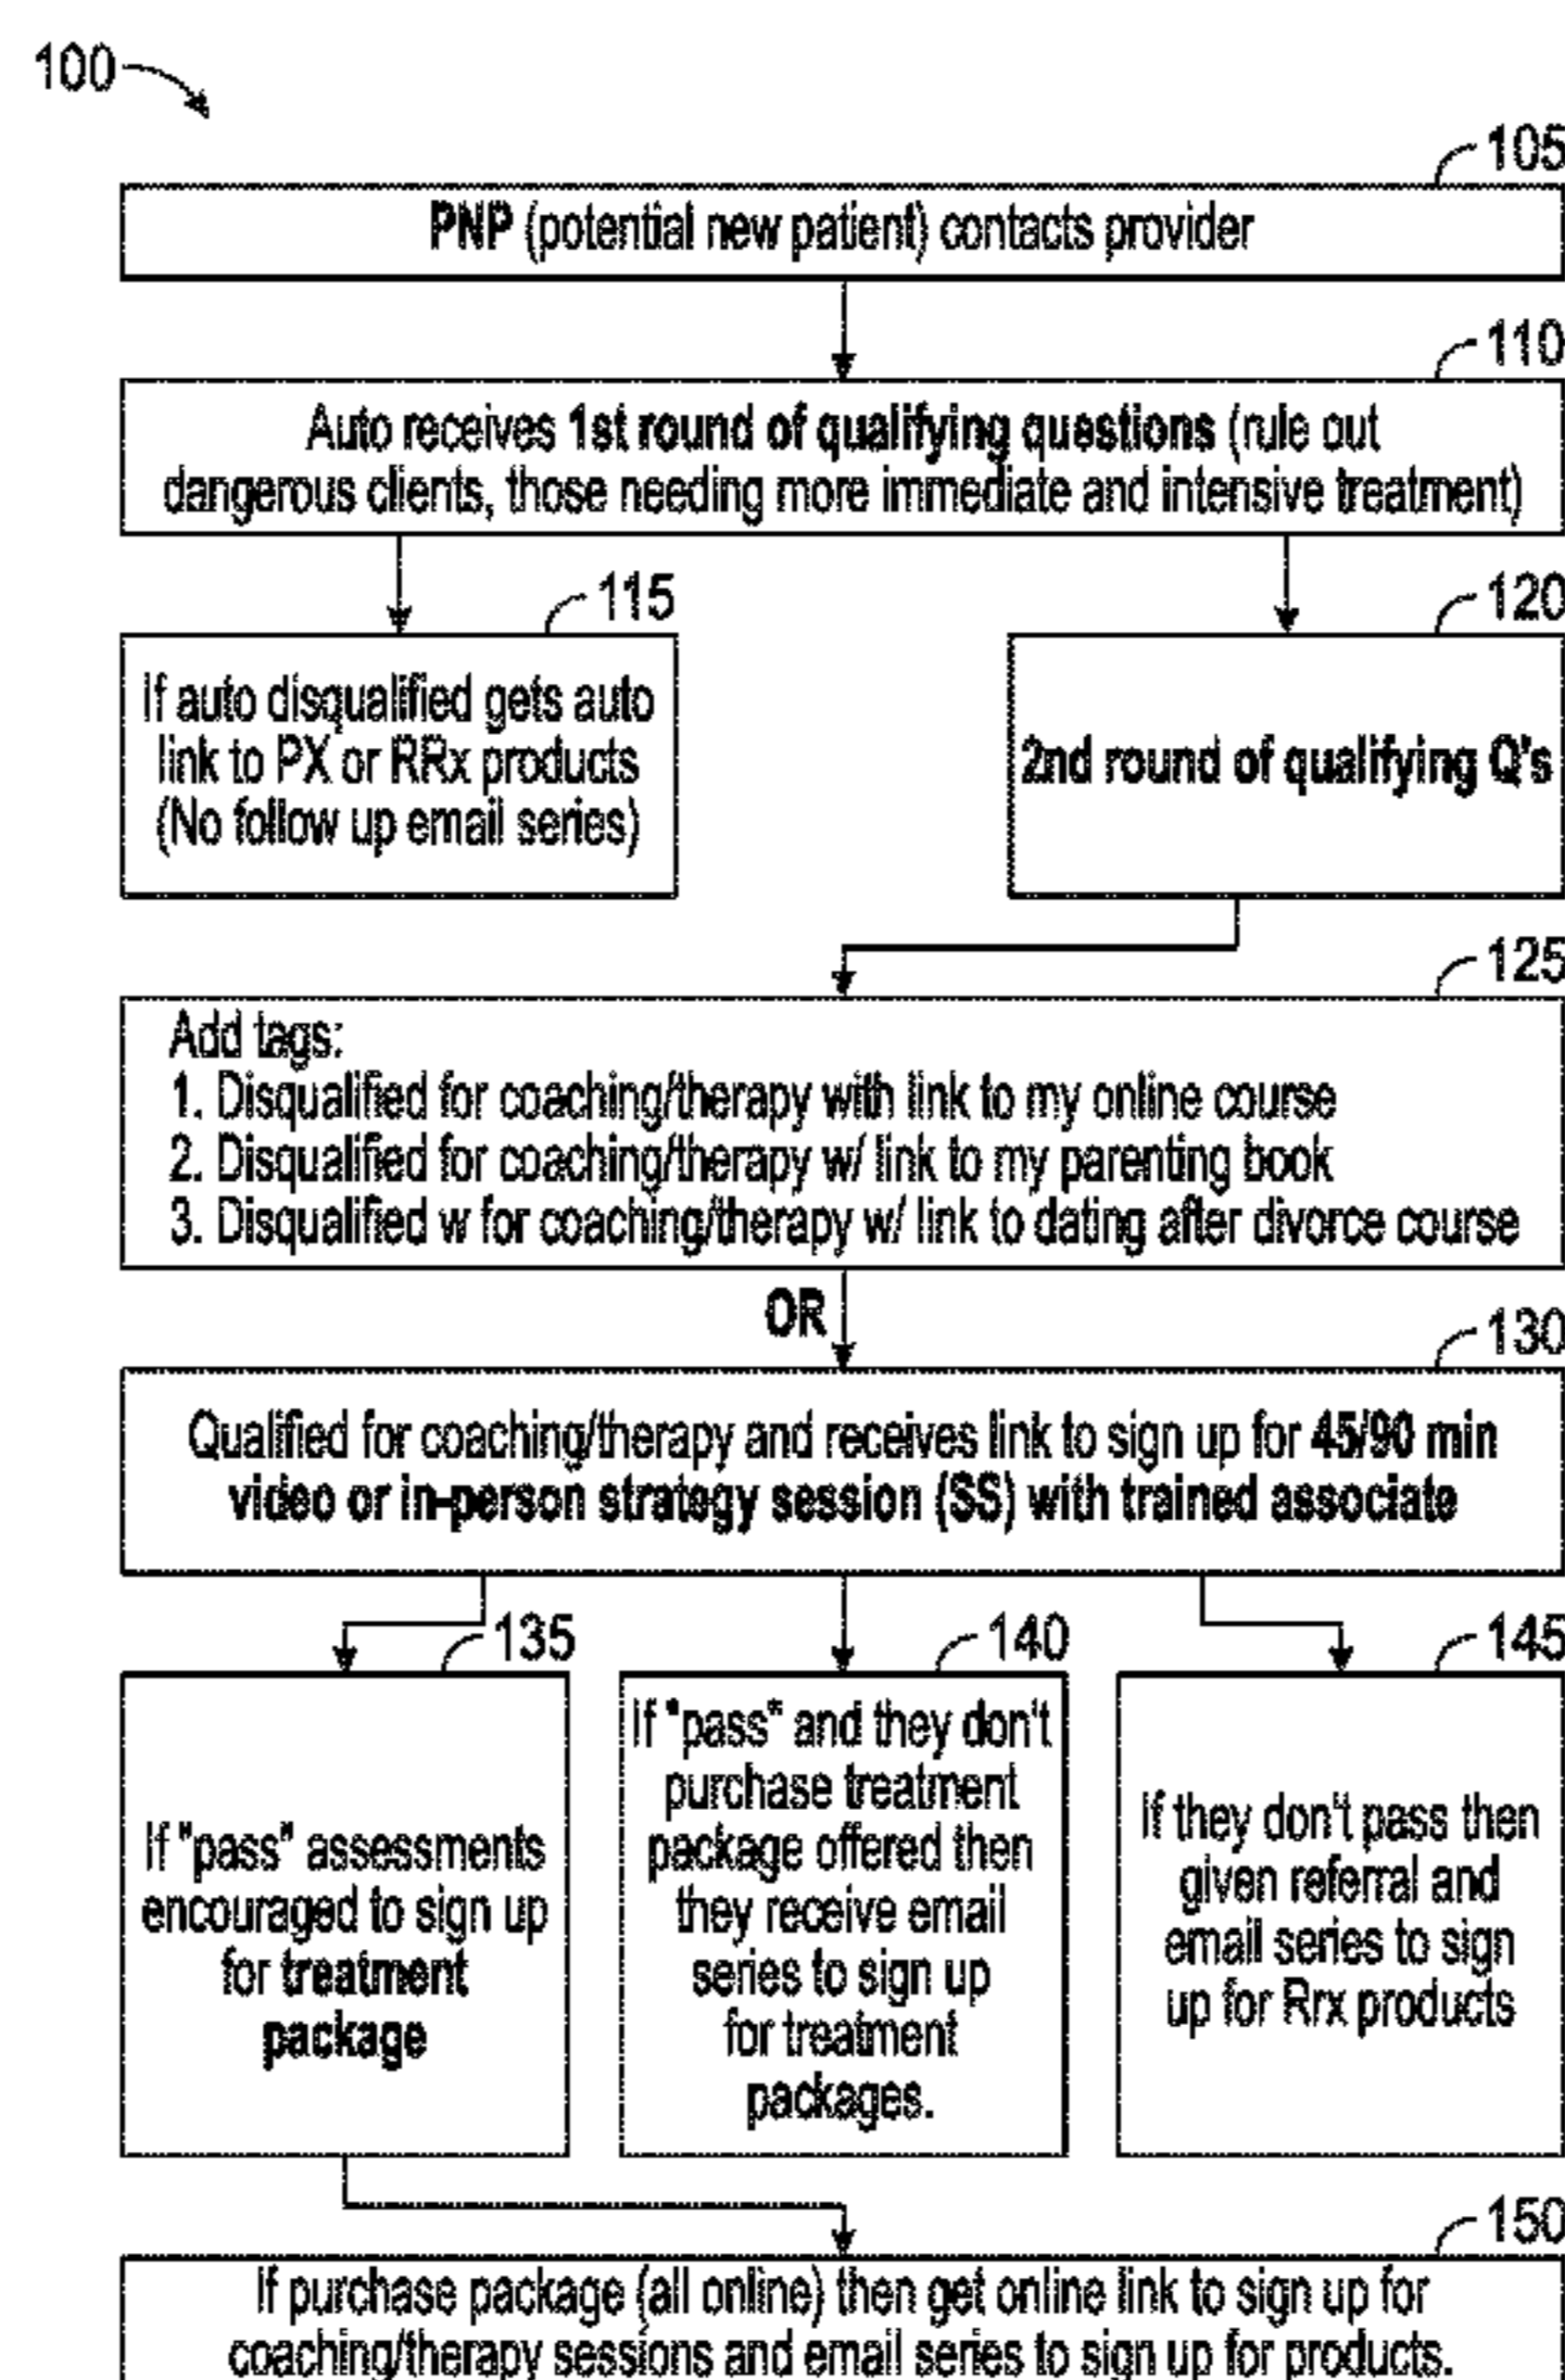 100
105
PNP (potential new patient) contacts provider
110
Auto receives 1st round of qualifying questions (rule out
dangerous clients, those needing more immediate and intensive treatment)
115
If auto disqualified gets auto
link to PX or RRx products
(No follow up email series)
120
2nd round of qualifying Q's
125
Add tags:
1. Disqualified for coaching/therapy with link to my online course
2. Disqualified for coaching/therapy w/ link to my parenting book
3. Disqualified w for coaching/therapy w/ link to dating after divorce course
OR
130
Qualified for coaching/therapy and receives link to sign up for 45/90 min
video or in-person strategy session (SS) with trained associate
135
If "pass" assessments
encouraged to sign up
for treatment
package
140
If "pass" and they don't
purchase treatment
package offered then
they receive email
series to sign up
for treatment
packages.
145
If they don't pass then
given referral and
email series to sign
up for Rrx products
150
If purchase package (all online) then get online link to sign up for
coaching/therapy sessions and email series to sign up for products.